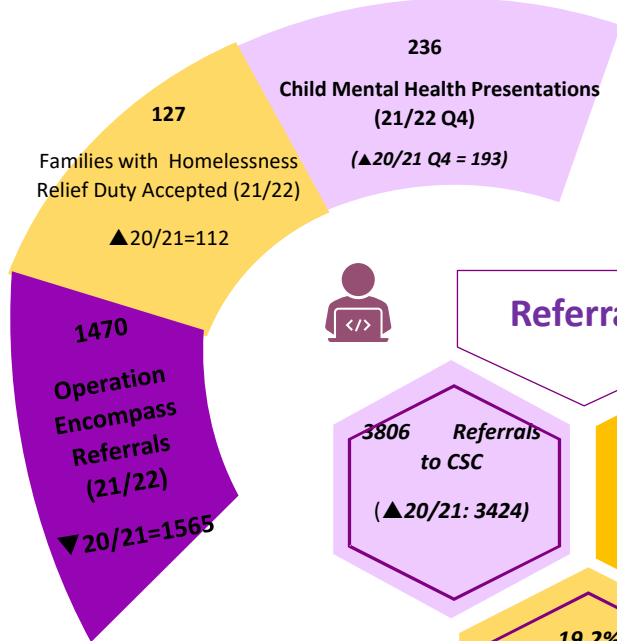 236
Child Mental Health Presentations
(21/22 Q4)
(▲20/21 Q4 = 193)
127
Families with Homelessness
Relief Duty Accepted (21/22)
▲20/21=112
1470
Operation
Encompass
Referrals
(21/22)
▼20/21=1565
</>
Referra
3806 Referrals
to CSC
(▲20/21: 3424)
19.2%